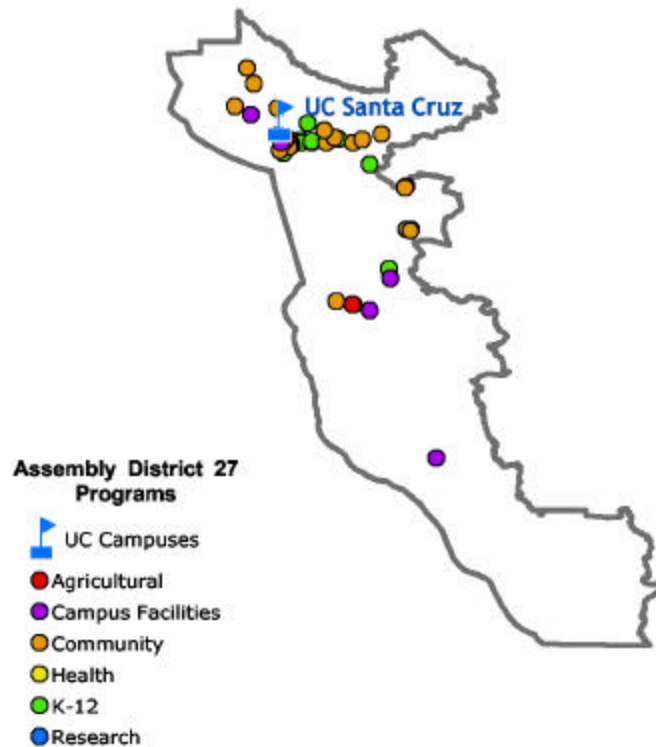 UC Santa Cruz
Assembly District 27
Programs
UC Campuses
Agricultural
Campus Facilities
Community
Health
K-12
Research